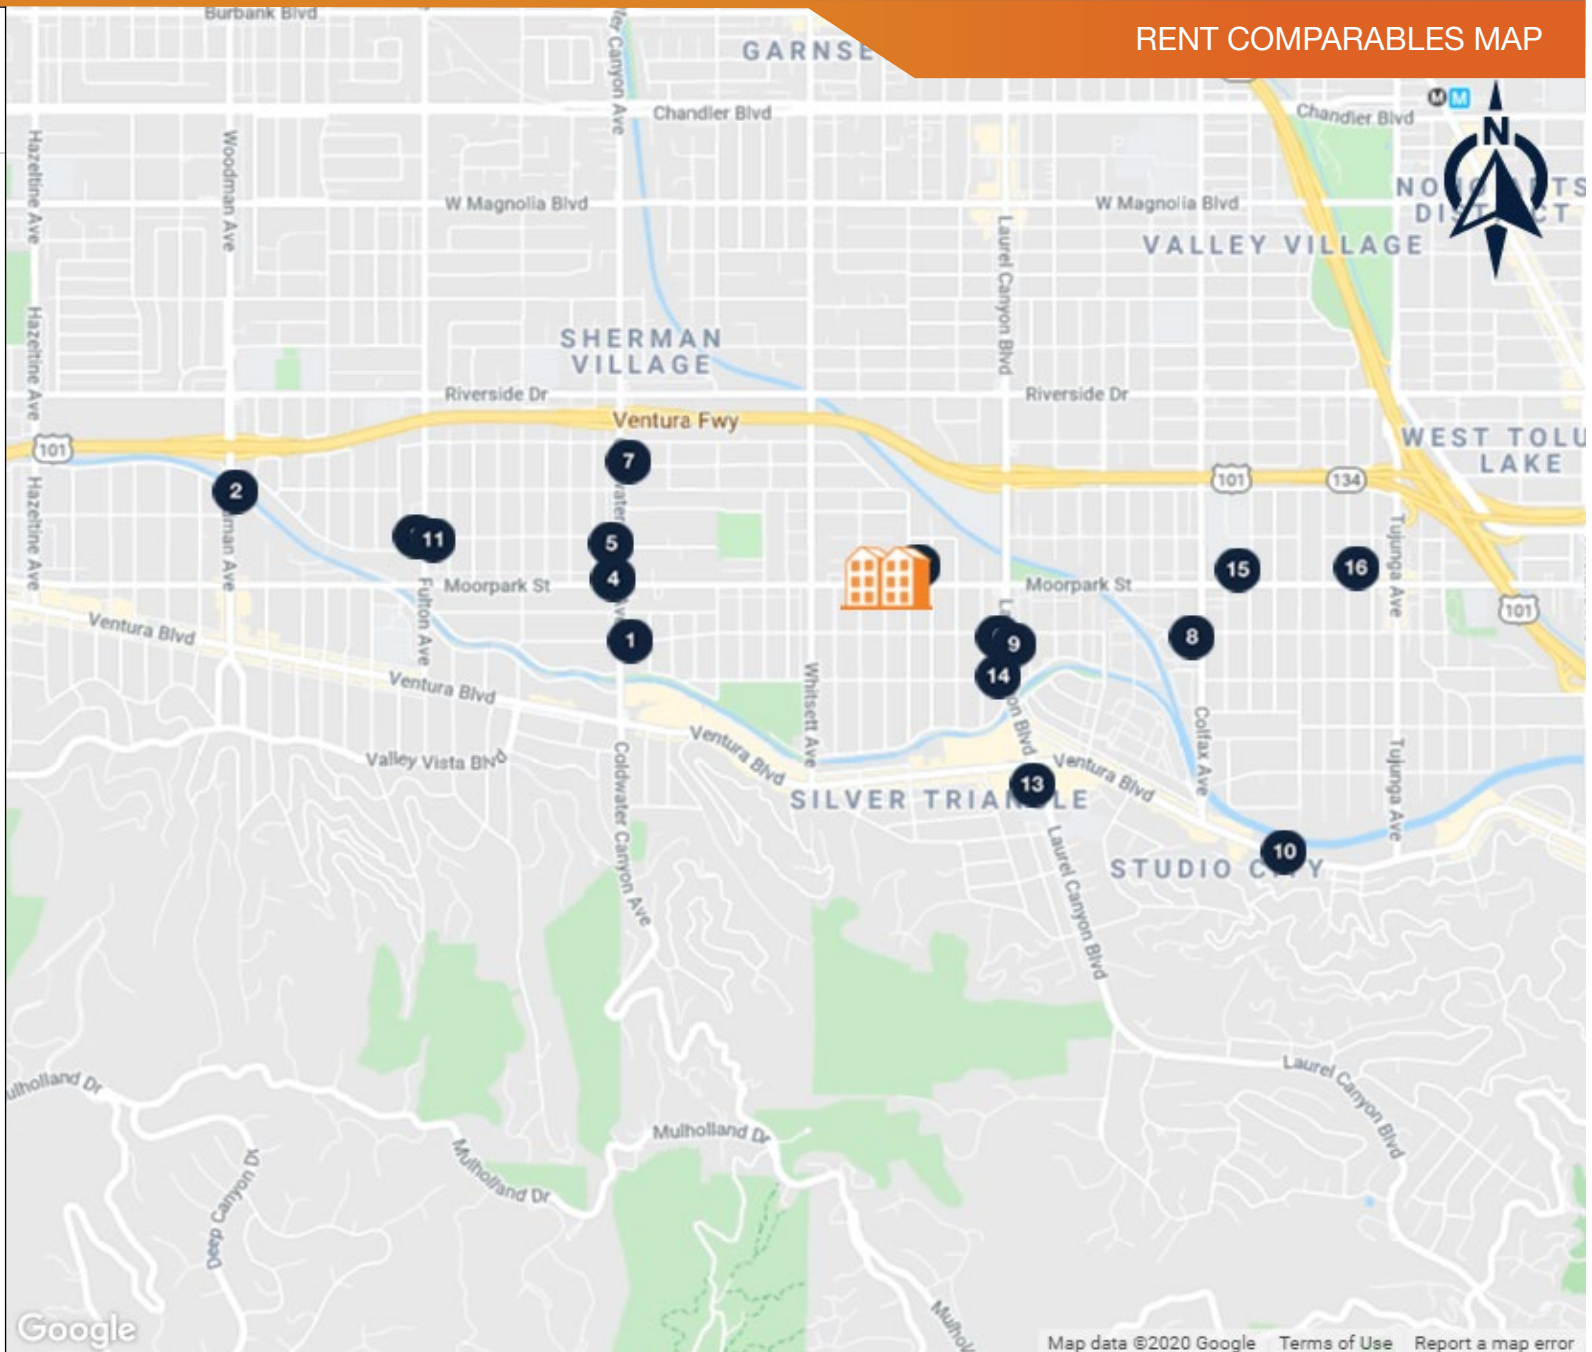 RENT COMPARABLES MAP
Burbank Blvd
GARNSE
Chandler Blvd
Chandler Blvd
M M
N
Hazeltine Ave
Woodman Ave
W Magnolia Blvd
W Magnolia Blvd
VALLEY VILLAGE
Laurel Canyon Blvd
SHERMAN
VILLAGE
Hazeltine Ave
Riverside Dr
Riverside Dr
Ventura Fwy
101
WEST TOLU
LAKE
7
101
134
2
Hazeltine Ave
11
5
4
Moorpark St
Moorpark St
15
16
Tujunga Ave
101
Fulton Ave
Ventura Blvd
1
9
8
14
Ventura Blvd
Whitsett Ave
Colfax Ave
Valley Vista Blvd
Ventura Blvd
Ventura Blvd
Coldwater Canyon Ave
13
Tujunga Ave
10
Laurel Canyon Blvd
Laurel Canyon Blvd
ulholland Dr
Mulholland Dr
Mulholland Dr
Deep Canyon Dr
Google
Map data ©2020 Google Terms of Use Report a map error